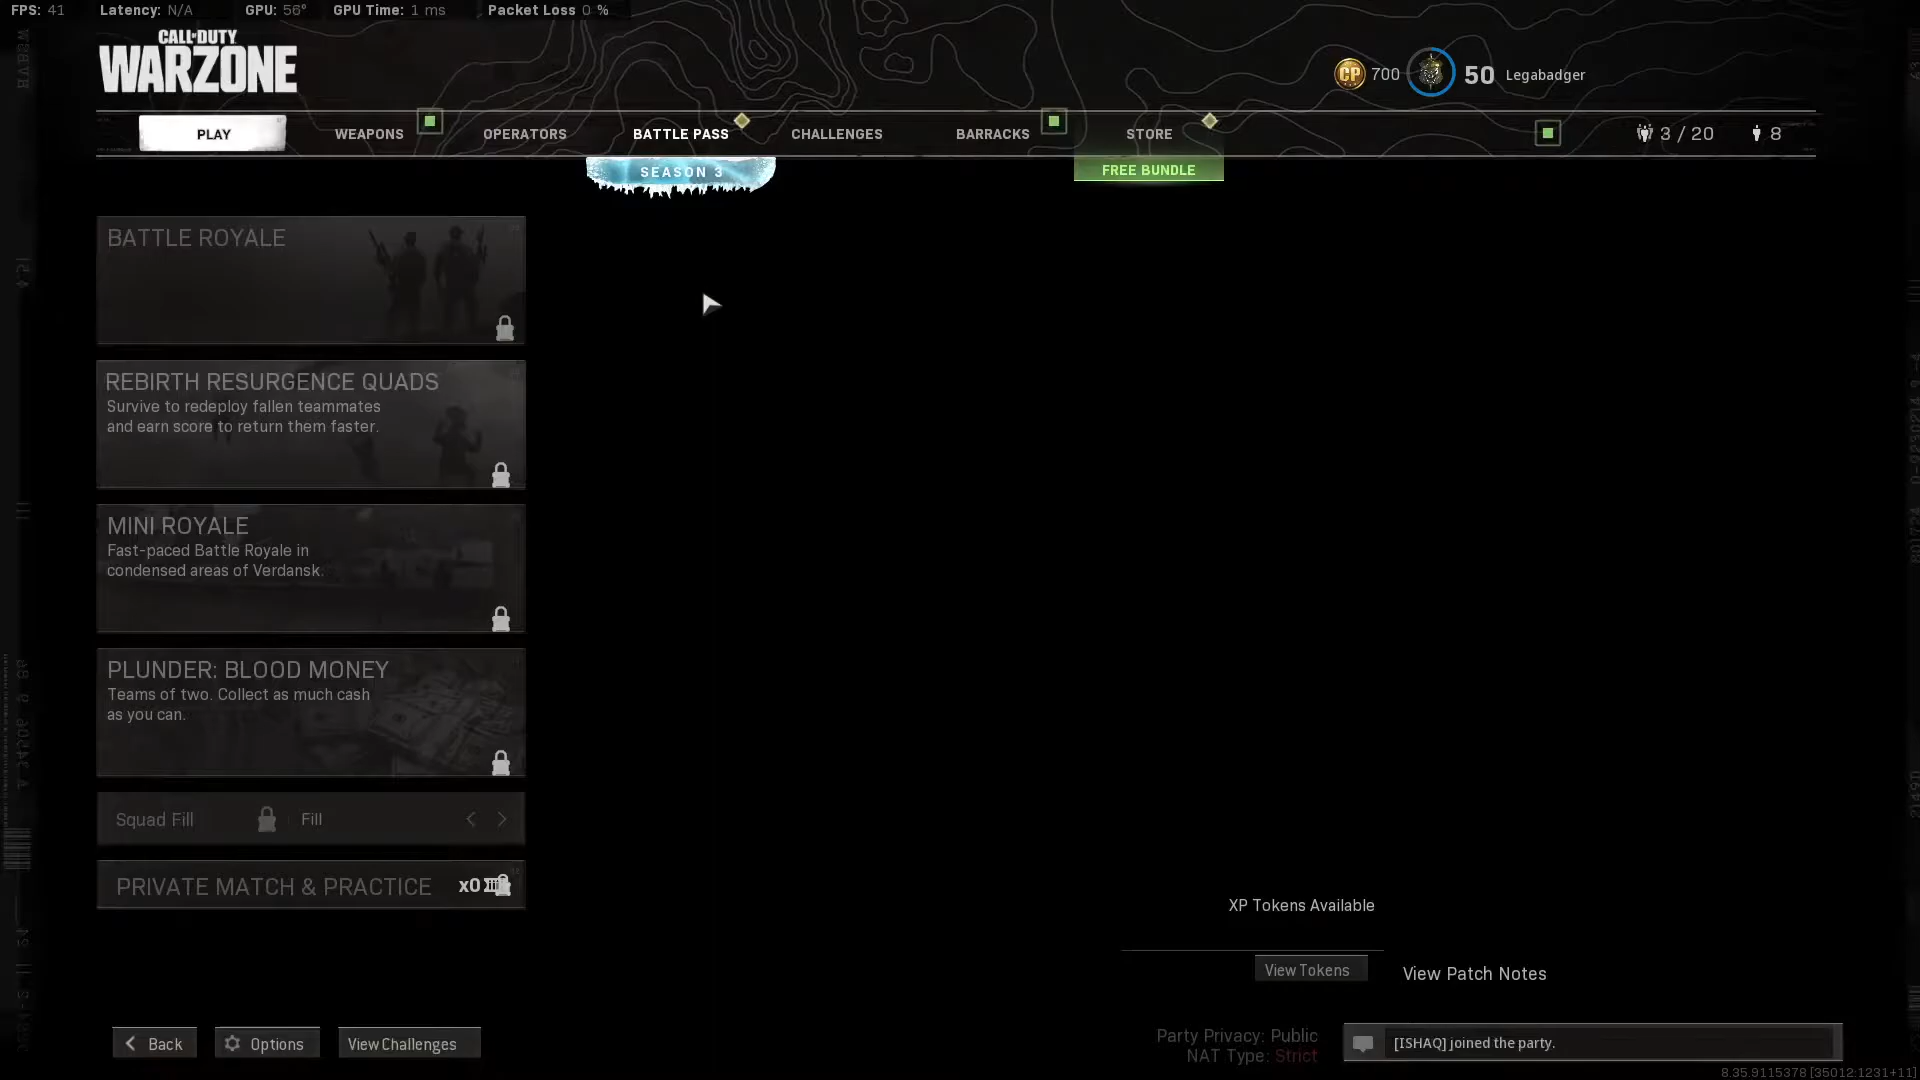 FPS: 41 Latency: N/A GPU: 56° GPU Time: 1 ms Packet Loss 0 %
CALL OF DUTY
WARZONE
CP 700 50 Legabadger
PLAY WEAPONS OPERATORS BATTLE PASS CHALLENGES BARRACKS STORE 3 / 20 8
SEASON 3
FREE BUNDLE
BATTLE ROYALE
REBIRTH RESURGENCE QUADS
Survive to redeploy fallen teammates
and earn score to return them faster.
MINI ROYALE
Fast-paced Battle Royale in
condensed areas of Verdansk.
PLUNDER: BLOOD MONEY
Teams of two. Collect as much cash
as you can.
Squad Fill Fill
PRIVATE MATCH & PRACTICE x0
XP Tokens Available
View Tokens View Patch Notes
Back Options View Challenges
Party Privacy: Public
NAT Type: Strict
[ISHAQ] joined the party.
8.35.9115378 [35012:1231+11]